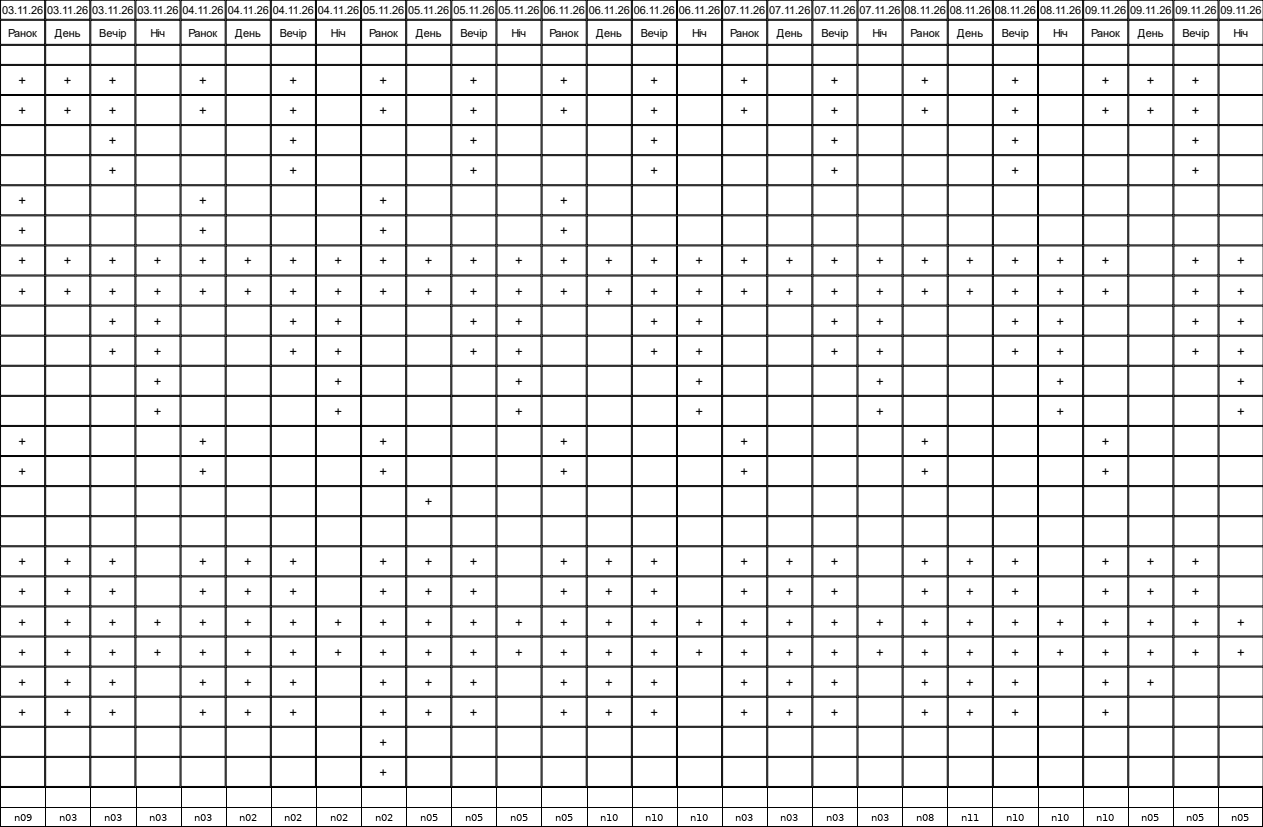 03.11.26 03.11.26 03.11.26 03.11.26 04.11.26 04.11.26 04.11.26 04.11.26 05.11.26 05.11.26 05.11.26 05.11.26 06.11.26 06.11.26 06.11.26 06.11.26 07.11.26 07.11.26 07.11.26 07.11.26 08.11.26 08.11.26 08.11.26 08.11.26 09.11.26 09.11.26 09.11.26 09.11.26
Ранок День Вечір Ніч Ранок День Вечір Ніч Ранок День Вечір Ніч Ранок День Вечір Ніч Ранок День Вечір Ніч Ранок День Вечір Ніч Ранок День Вечір Ніч
+ + + + + + + + + + + + + + + +
+ + + + + + + + + + + + + + + +
+ + + + + + +
+ + + + + + +
+ + + +
+ + + +
+ + + + + + + + + + + + + + + + + + + + + + + + + + +
+ + + + + + + + + + + + + + + + + + + + + + + + + + +
+ + + + + + + + + + + + + +
+ + + + + + + + + + + + + +
+ + + + + + +
+ + + + + + +
+ + + + + + +
+ + + + + + +
+
+ + + + + + + + + + + + + + + + + + + + +
+ + + + + + + + + + + + + + + + + + + + +
+ + + + + + + + + + + + + + + + + + + + + + + + + + + +
+ + + + + + + + + + + + + + + + + + + + + + + + + + + +
+ + + + + + + + + + + + + + + + + + + +
+ + + + + + + + + + + + + + + + + + +
+
+
n09 n03 n03 n03 n03 n02 n02 n02 n02 n05 n05 n05 n05 n10 n10 n10 n03 n03 n03 n03 n08 n11 n10 n10 n10 n05 n05 n05